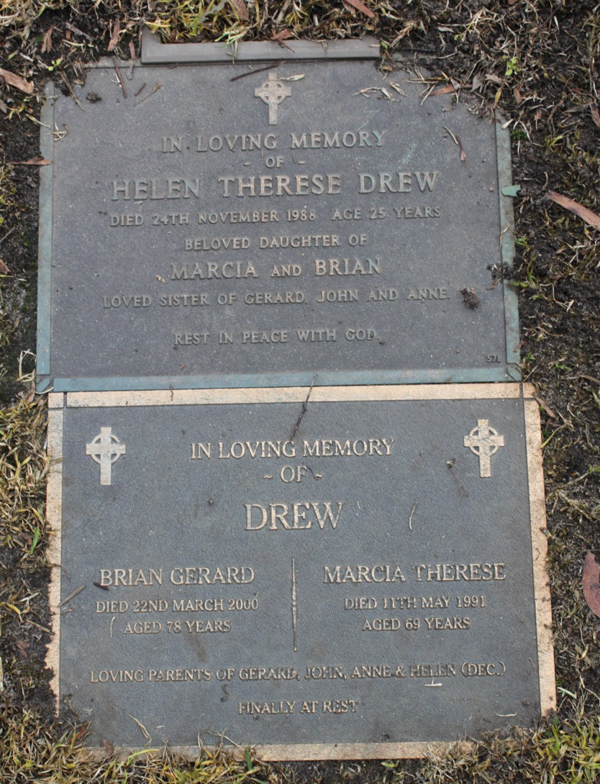 IN LOVING MEMORY
~ OF ~
HELEN THERESE DREW
DIED 24TH NOVEMBER 1988 AGE 25 YEARS
BELOVED DAUGHTER OF
MARCIA AND BRIAN
LOVED SISTER OF GERARD, JOHN AND ANNE.
REST IN PEACE WITH GOD.
57L
IN LOVING MEMORY
~ OF ~
DREW
BRIAN GERARD
DIED 22ND MARCH 2000
AGED 78 YEARS
MARCIA THERESE
DIED 11TH MAY 1991
AGED 69 YEARS
LOVING PARENTS OF GERARD, JOHN, ANNE & HELEN (DEC.)
FINALLY AT REST